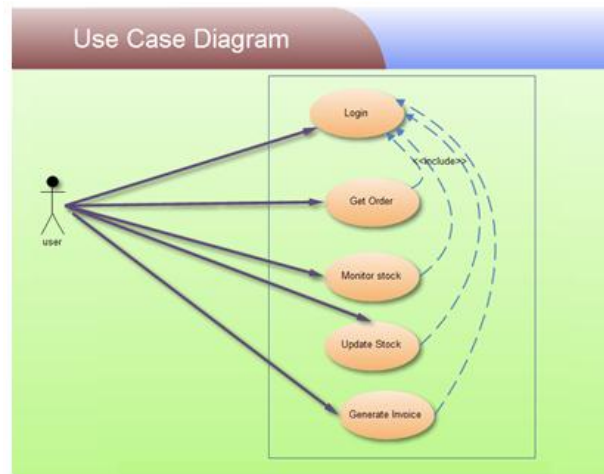 Use Case Diagram
Login
<<include>>
Get Order
user
Monitor stock
Update Stock
Generate Invoice